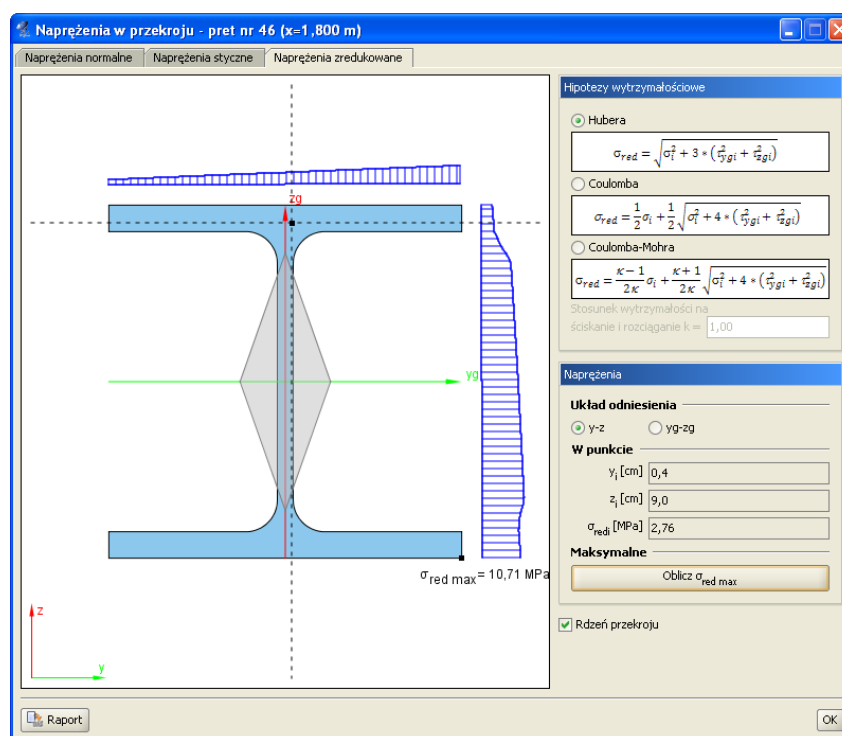 Naprężenia w przekroju - pret nr 46 (x=1,800 m)
Naprężenia normalne Naprężenia styczne Naprężenia zredukowane
zg
yg
σred max= 10,71 MPa
z
y
Hipotezy wytrzymałościowe
Hubera
σred = √(σi² + 3 * (τ²ygi + τ²zgi))
Coulomba
σred = 1/2 σi + 1/2 √(σi² + 4 * (τ²ygi + τ²zgi))
Coulomba-Mohra
σred = (κ − 1)/2κ σi + (κ + 1)/2κ √(σi² + 4 * (τ²ygi + τ²zgi))
Stosunek wytrzymałości na
ściskanie i rozciąganie k = 1,00
Naprężenia
Układ odniesienia
y-z yg-zg
W punkcie
yi [cm] 0,4
zi [cm] 9,0
σredi [MPa] 2,76
Maksymalne
Oblicz σred max
Rdzeń przekroju
Raport
OK